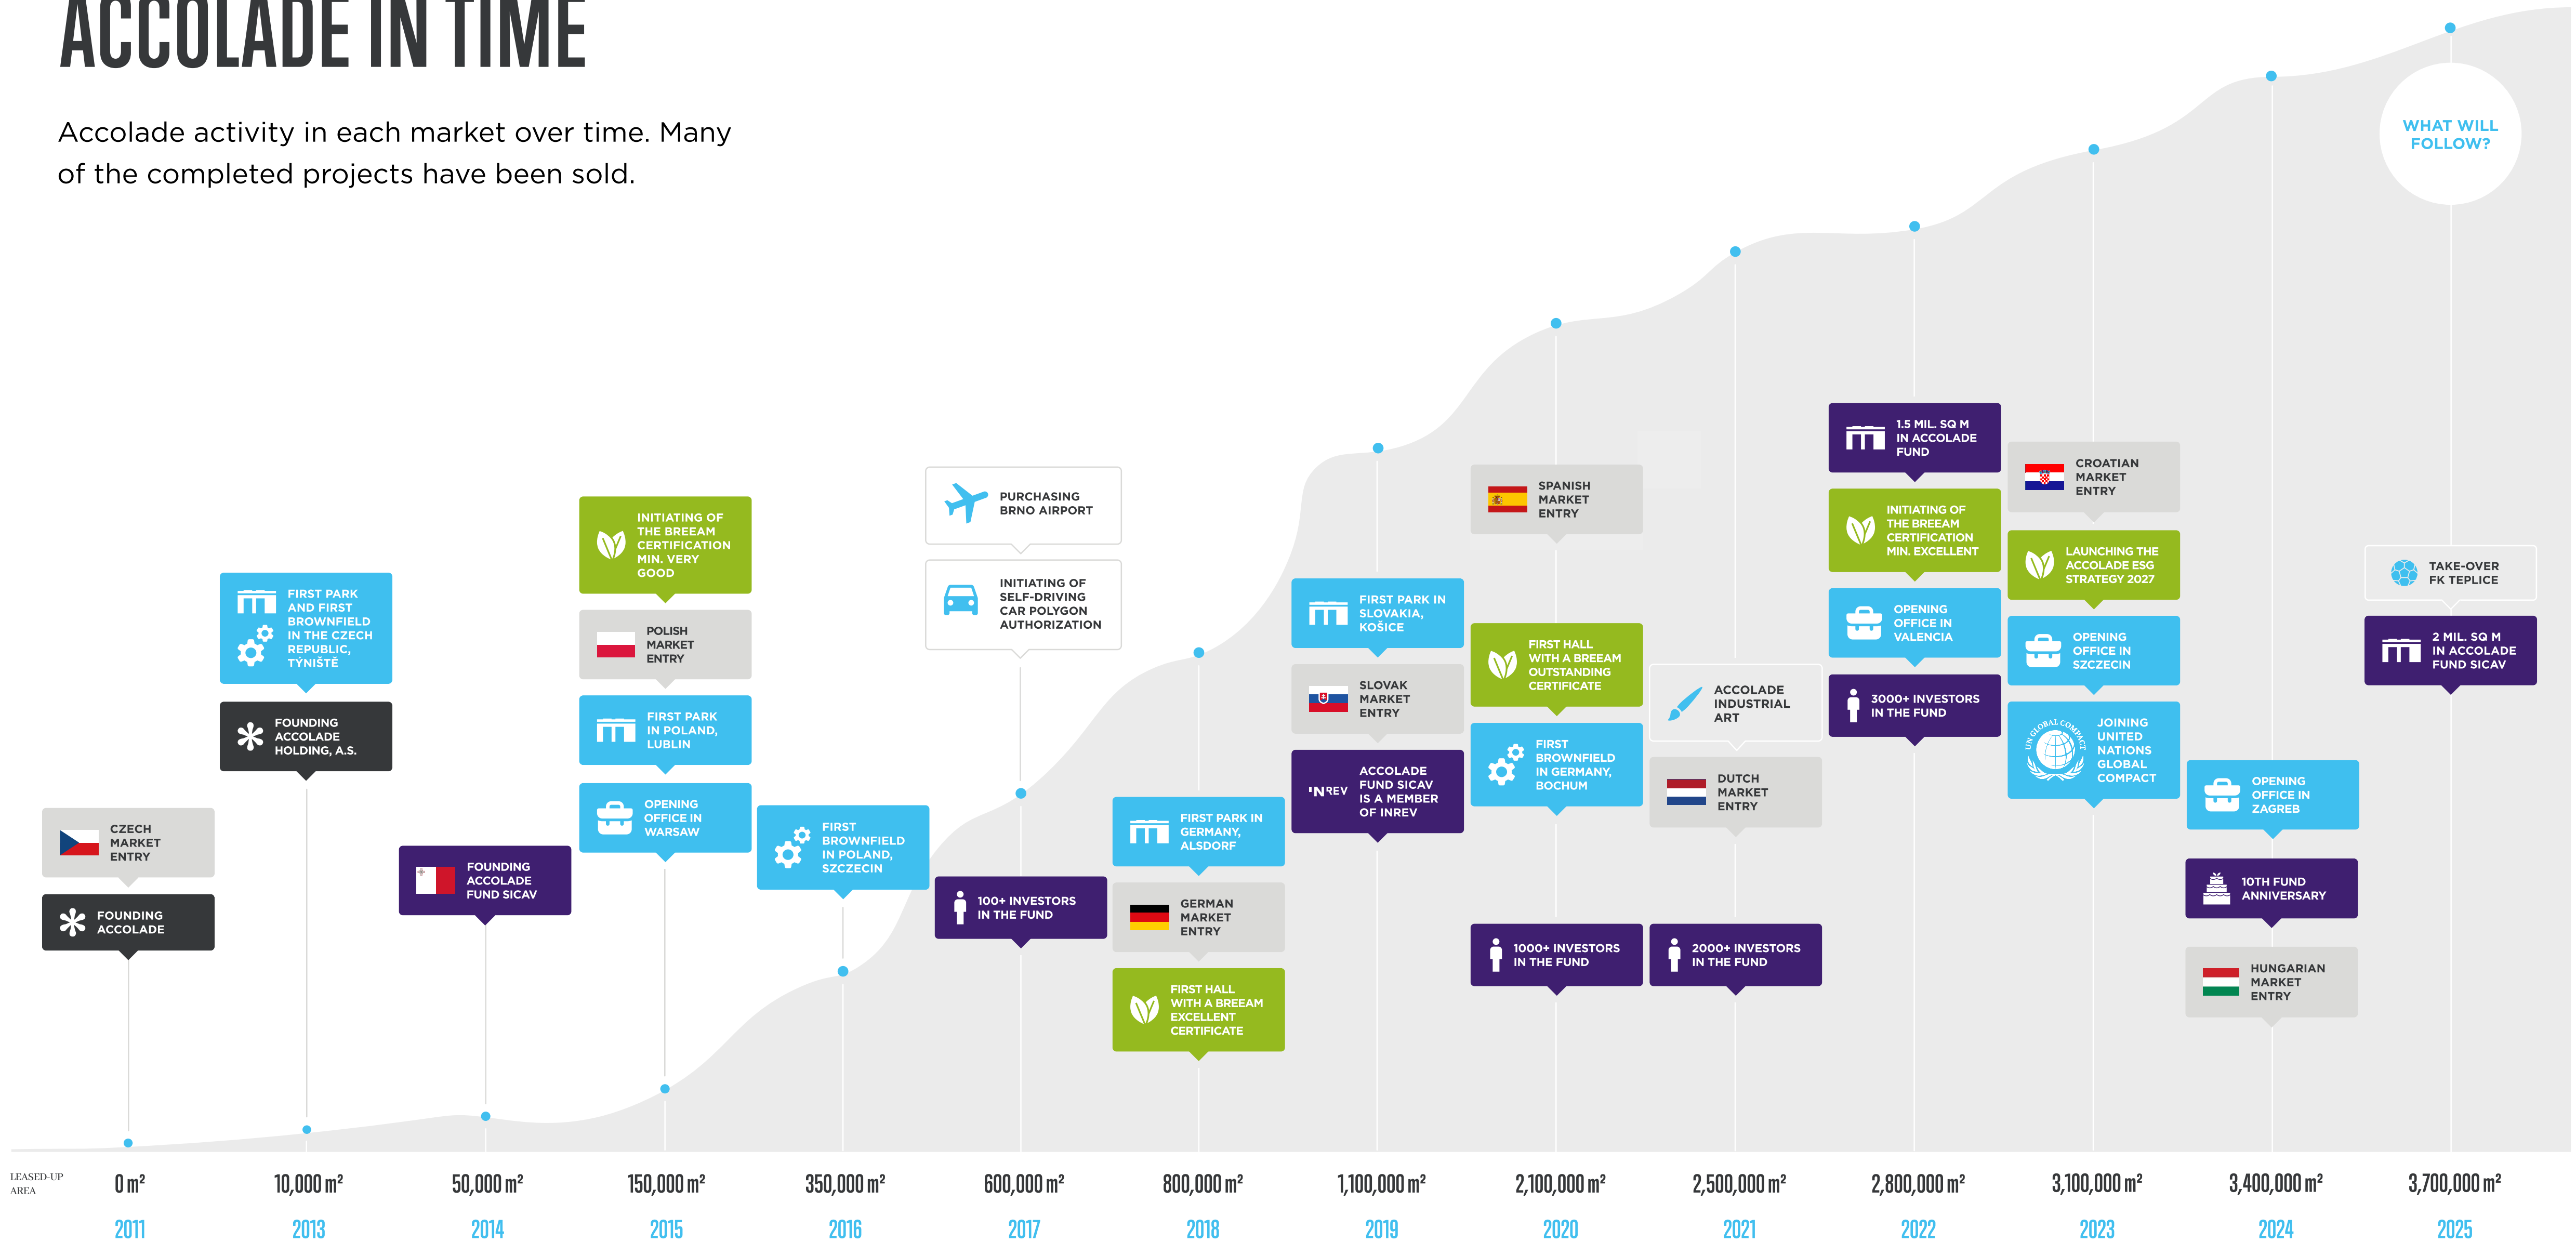 ACCOLADE IN TIME
Accolade activity in each market over time. Many
of the completed projects have been sold.
WHAT WILL
FOLLOW?
CZECH
MARKET
ENTRY
FOUNDING
ACCOLADE
FIRST PARK
AND FIRST
BROWNFIELD
IN THE CZECH
REPUBLIC,
TÝNIŠTĚ
FOUNDING
ACCOLADE
HOLDING, A.S.
FOUNDING
ACCOLADE
FUND SICAV
INITIATING OF
THE BREEAM
CERTIFICATION
MIN. VERY
GOOD
POLISH
MARKET
ENTRY
FIRST PARK
IN POLAND,
LUBLIN
OPENING
OFFICE IN
WARSAW
FIRST
BROWNFIELD
IN POLAND,
SZCZECIN
PURCHASING
BRNO AIRPORT
INITIATING OF
SELF-DRIVING
CAR POLYGON
AUTHORIZATION
100+ INVESTORS
IN THE FUND
FIRST PARK IN
GERMANY,
ALSDORF
GERMAN
MARKET
ENTRY
FIRST HALL
WITH A BREEAM
EXCELLENT
CERTIFICATE
FIRST PARK IN
SLOVAKIA,
KOŠICE
SLOVAK
MARKET
ENTRY
INREV
ACCOLADE
FUND SICAV
IS A MEMBER
OF INREV
SPANISH
MARKET
ENTRY
FIRST HALL
WITH A BREEAM
OUTSTANDING
CERTIFICATE
FIRST
BROWNFIELD
IN GERMANY,
BOCHUM
1000+ INVESTORS
IN THE FUND
ACCOLADE
INDUSTRIAL
ART
DUTCH
MARKET
ENTRY
2000+ INVESTORS
IN THE FUND
1.5 MIL. SQ M
IN ACCOLADE
FUND
INITIATING OF
THE BREEAM
CERTIFICATION
MIN. EXCELLENT
OPENING
OFFICE IN
VALENCIA
3000+ INVESTORS
IN THE FUND
CROATIAN
MARKET
ENTRY
LAUNCHING THE
ACCOLADE ESG
STRATEGY 2027
OPENING
OFFICE IN
SZCZECIN
UN GLOBAL COMPACT
JOINING
UNITED
NATIONS
GLOBAL
COMPACT
OPENING
OFFICE IN
ZAGREB
10TH FUND
ANNIVERSARY
HUNGARIAN
MARKET
ENTRY
TAKE-OVER
FK TEPLICE
2 MIL. SQ M
IN ACCOLADE
FUND SICAV
LEASED-UP
AREA
0 m² 10,000 m² 50,000 m² 150,000 m² 350,000 m² 600,000 m² 800,000 m² 1,100,000 m² 2,100,000 m² 2,500,000 m² 2,800,000 m² 3,100,000 m² 3,400,000 m² 3,700,000 m²
2011 2013 2014 2015 2016 2017 2018 2019 2020 2021 2022 2023 2024 2025